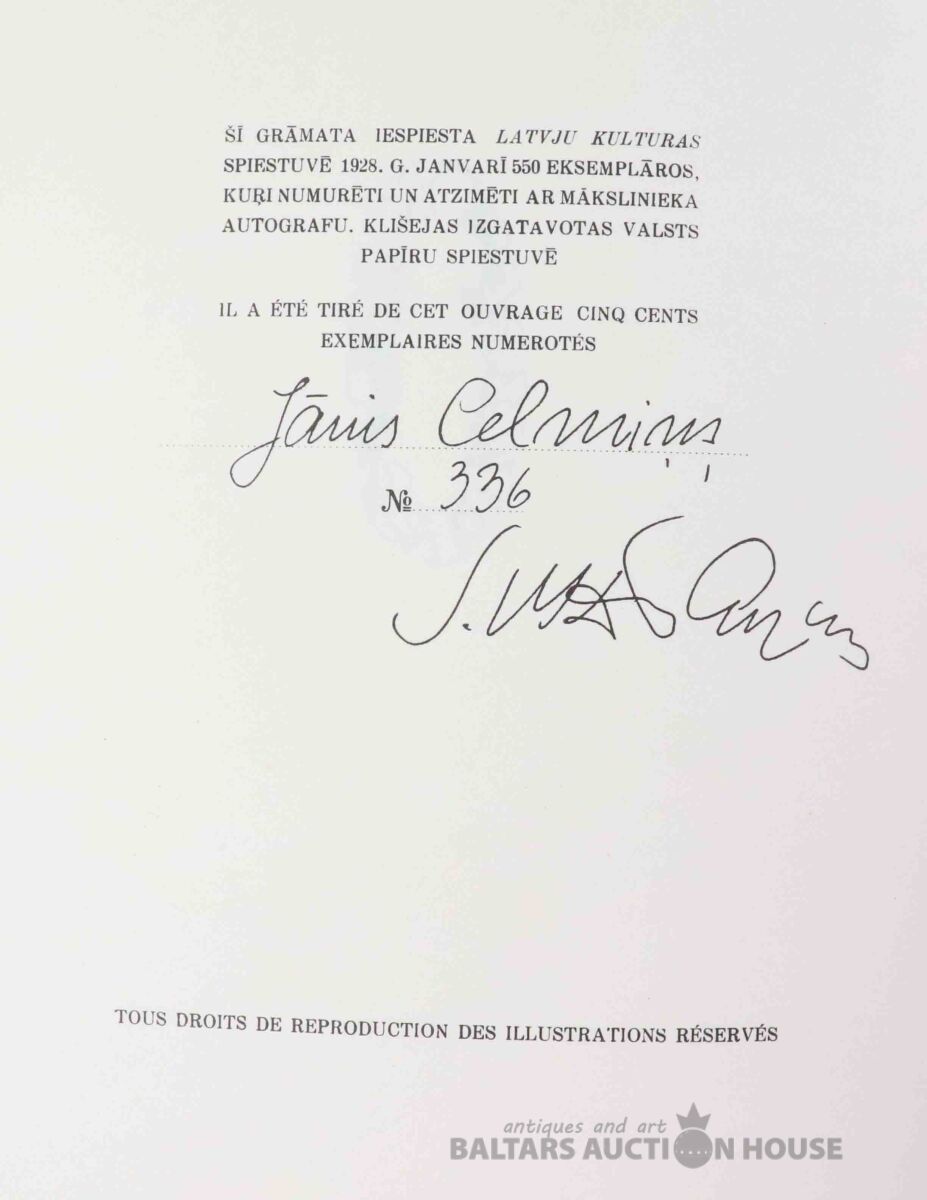 ŠĪ GRĀMATA IESPIESTA LATVJU KULTURAS
SPIESTUVĒ 1928. G. JANVARĪ 550 EKSEMPLĀROS,
KUŖI NUMURĒTI UN ATZIMĒTI AR MĀKSLINIEKA
AUTOGRAFU. KLIŠEJAS IZGATAVOTAS VALSTS
PAPĪRU SPIESTUVĒ
IL A ÉTÉ TIRÉ DE CET OUVRAGE CINQ CENTS
EXEMPLAIRES NUMEROTÉS
Jānis Celmiņš
№ 336
TOUS DROITS DE REPRODUCTION DES ILLUSTRATIONS RÉSERVÉS
antiques and art
BALTARS AUCTION HOUSE